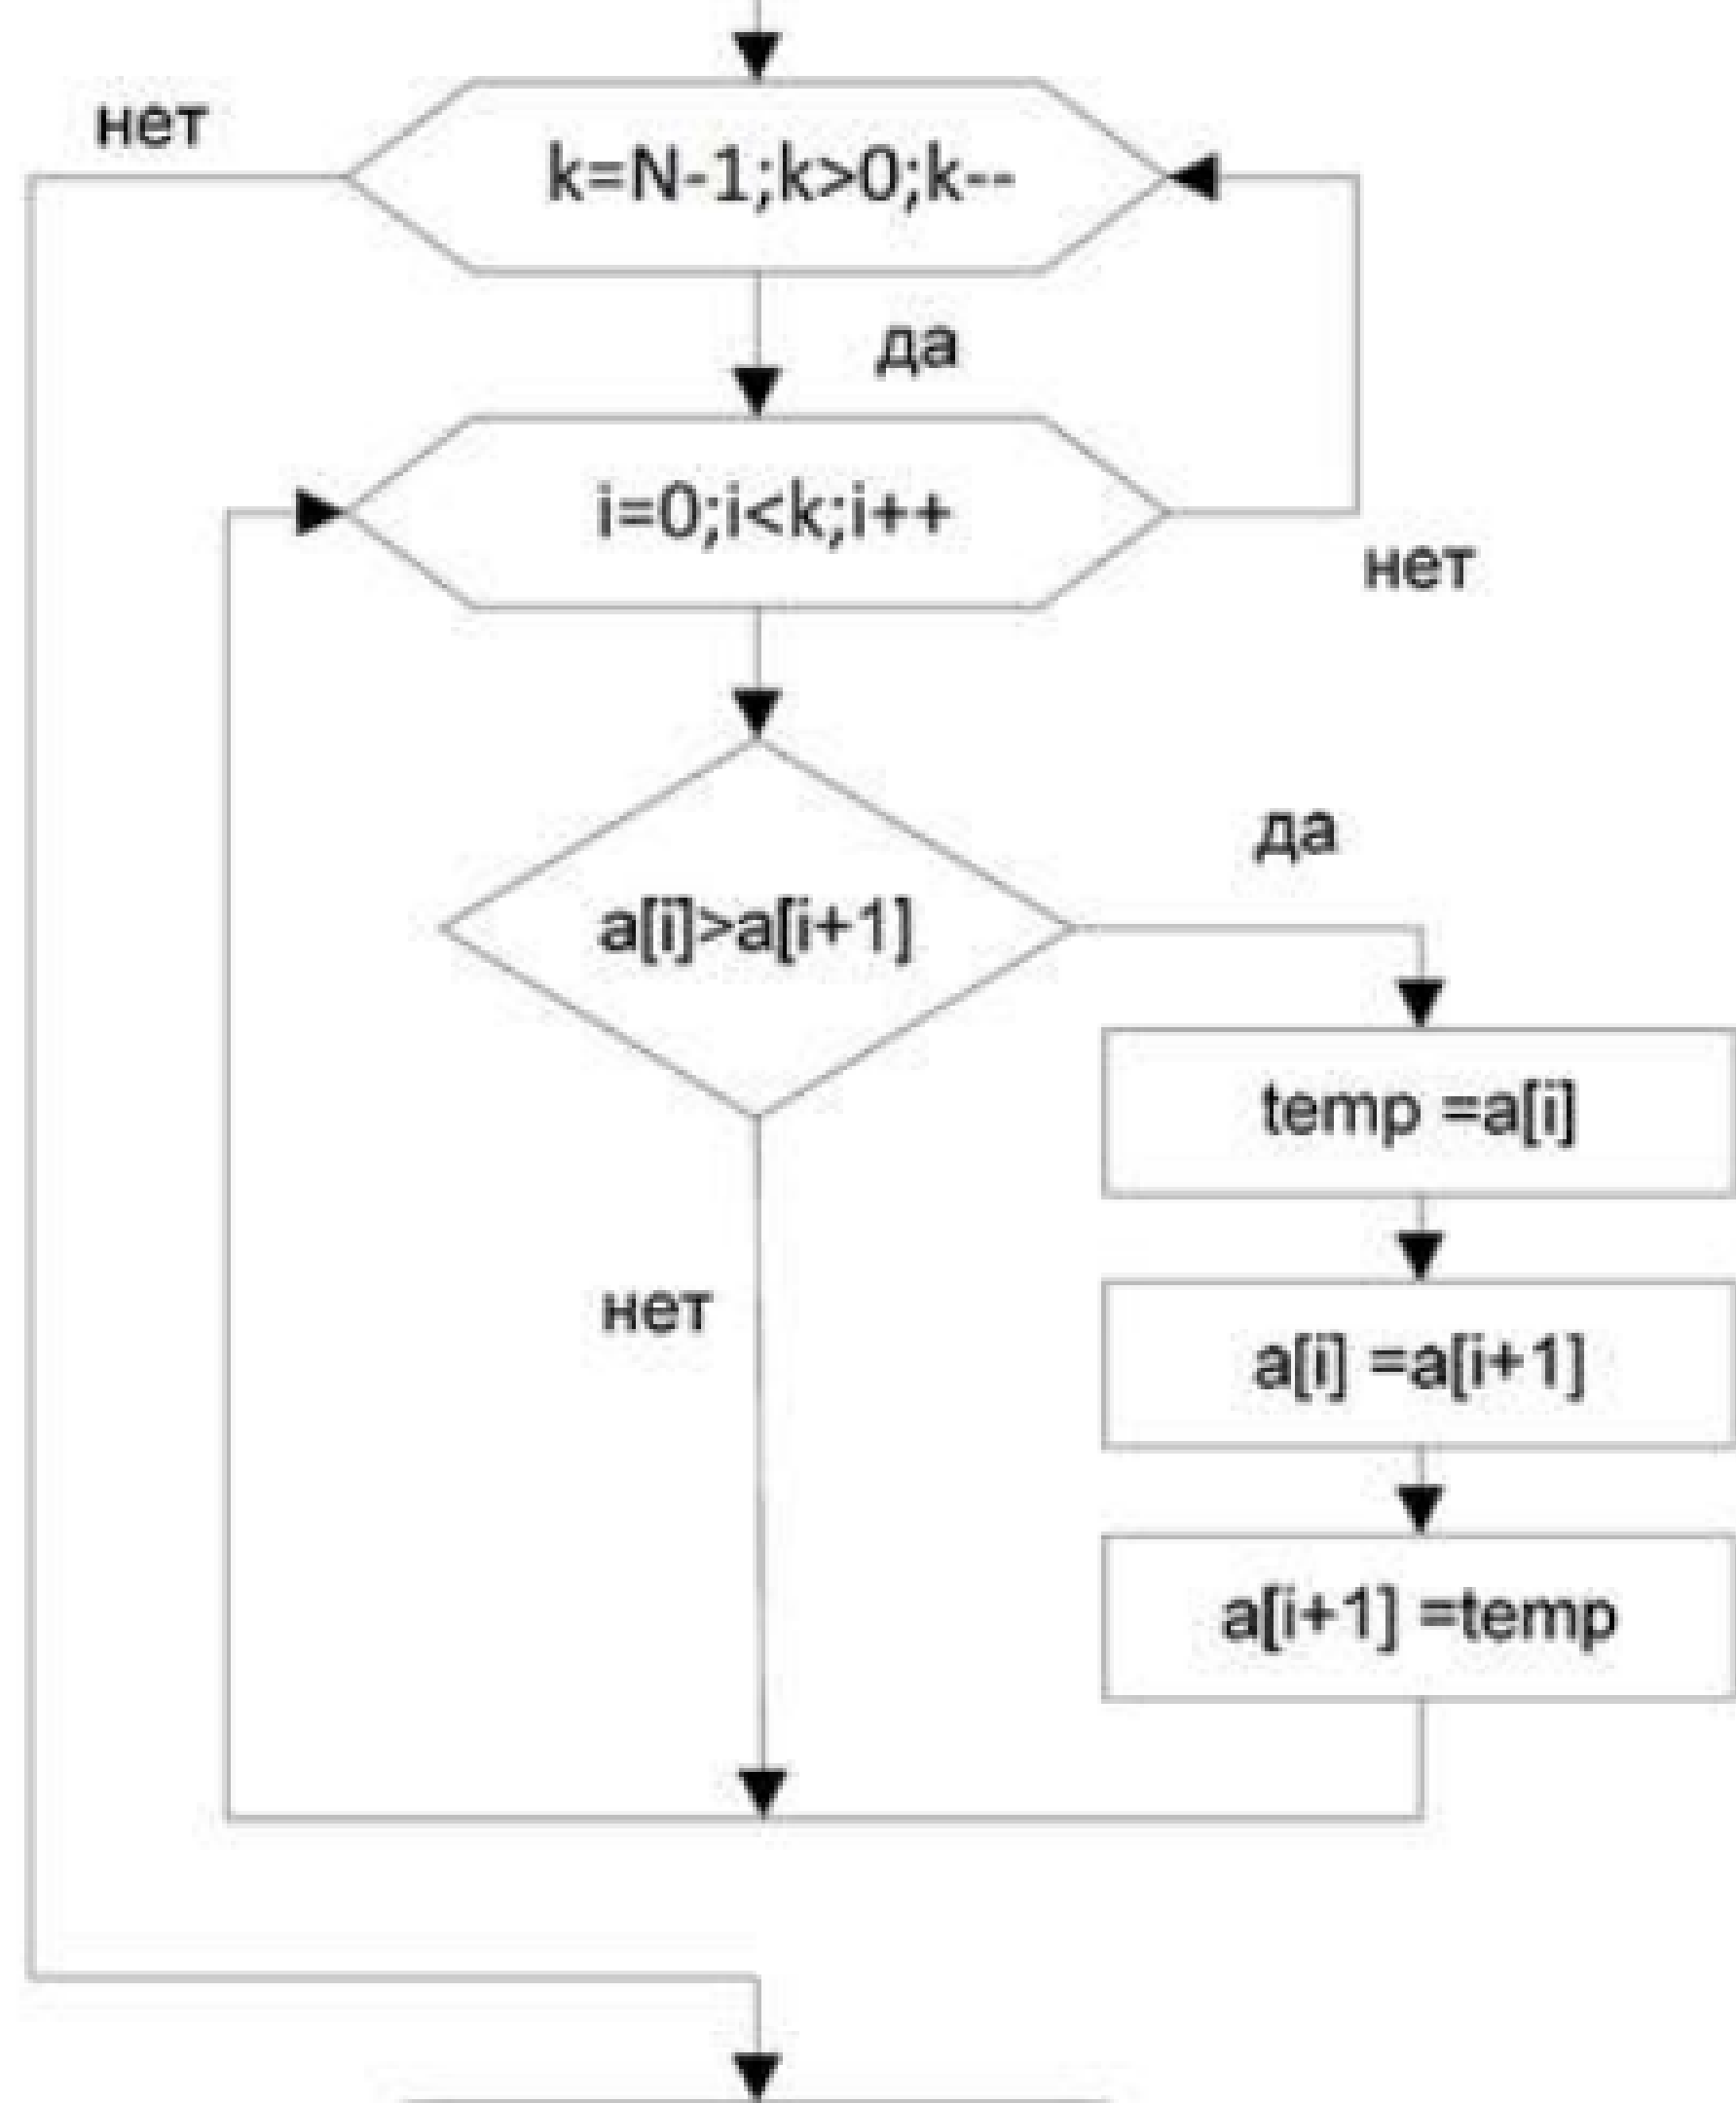 нет
k=N-1;k>0;k--
да
i=0;i<k;i++
нет
да
a[i]>a[i+1]
temp =a[i]
нет
a[i] =a[i+1]
a[i+1] =temp